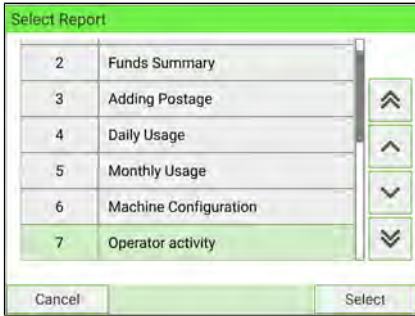 Select Report
2 Funds Summary
3 Adding Postage
4 Daily Usage
5 Monthly Usage
6 Machine Configuration
7 Operator activity
Cancel Select